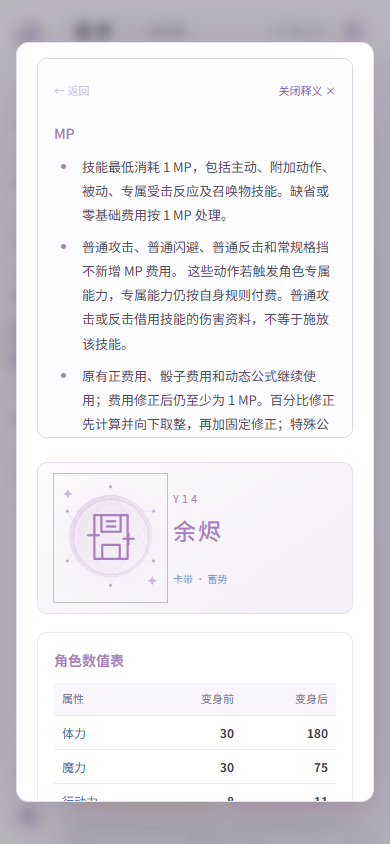 ← 返回
关闭释义 ×
MP
技能最低消耗 1 MP，包括主动、附加动作、
被动、专属受击反应及召唤物技能。缺省或
零基础费用按 1 MP 处理。
普通攻击、普通闪避、普通反击和常规格挡
不新增 MP 费用。 这些动作若触发角色专属
能力，专属能力仍按自身规则付费。普通攻
击或反击借用技能的伤害资料，不等于施放
该技能。
原有正费用、骰子费用和动态公式继续使
用；费用修正后仍至少为 1 MP。百分比修正
先计算并向下取整，再加固定修正；特殊公
Y14
余烬
卡带 · 蓄势
角色数值表
属性 变身前 变身后
体力 30 180
魔力 30 75
行动力 8 11